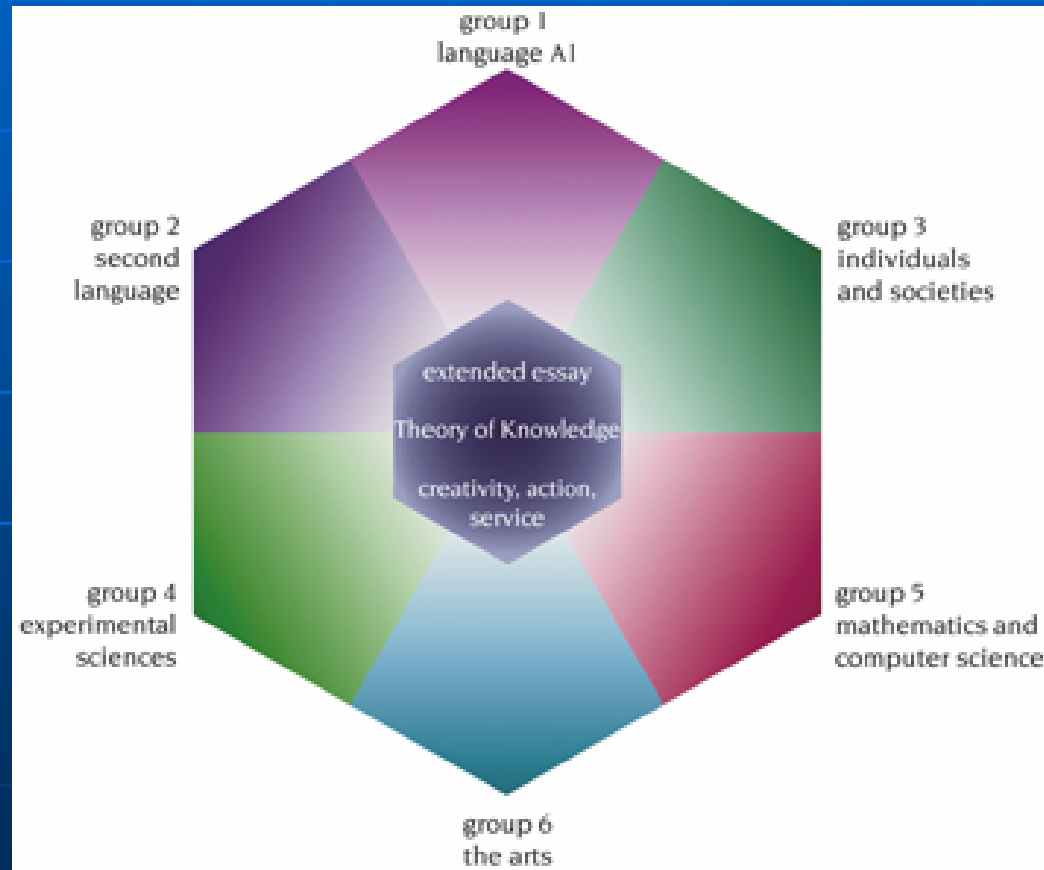 group 1
language A1
group 2
second
language
group 3
individuals
and societies
extended essay
Theory of Knowledge
creativity, action,
service
group 4
experimental
sciences
group 5
mathematics and
computer science
group 6
the arts